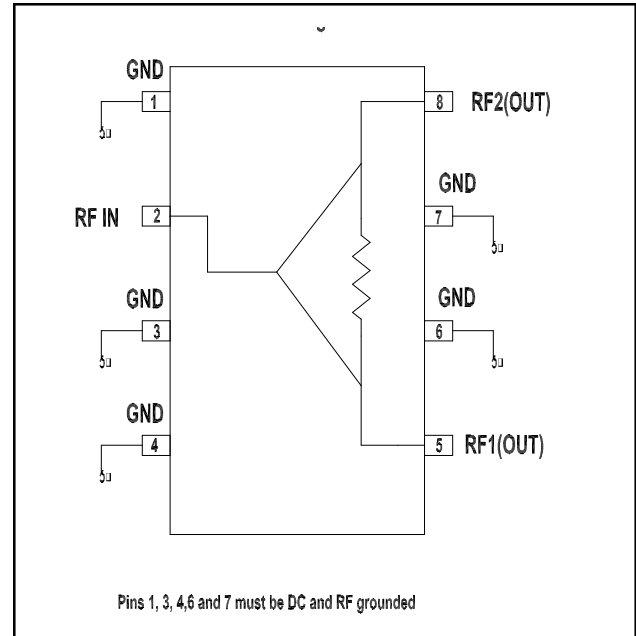 GND
1
8
RF2(OUT)
GND
RF IN
2
7
GND
GND
3
6
GND
4
5
RF1(OUT)
Pins 1, 3, 4,6 and 7 must be DC and RF grounded